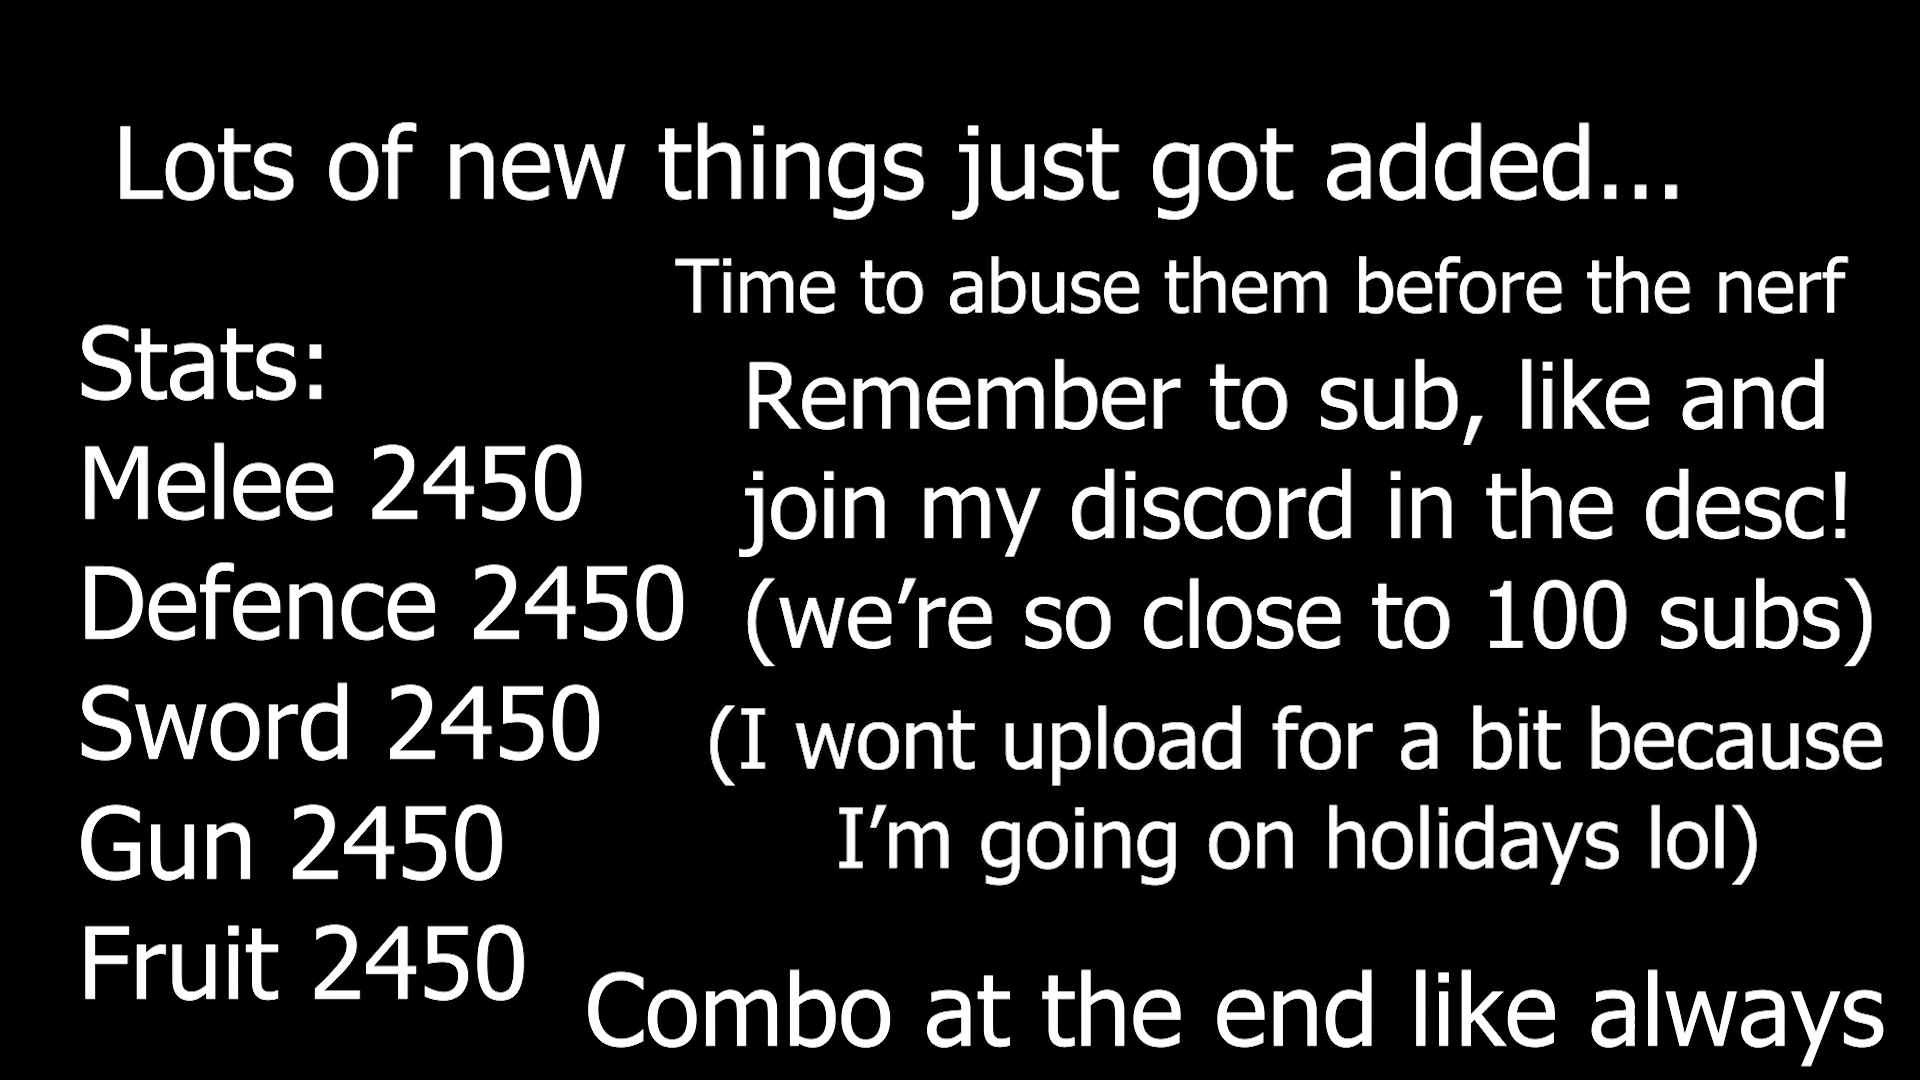 Lots of new things just got added...
Time to abuse them before the nerf
Stats:
Melee 2450
Defence 2450
Sword 2450
Gun 2450
Fruit 2450
Remember to sub, like and
join my discord in the desc!
(we’re so close to 100 subs)
(I wont upload for a bit because
I’m going on holidays lol)
Combo at the end like always